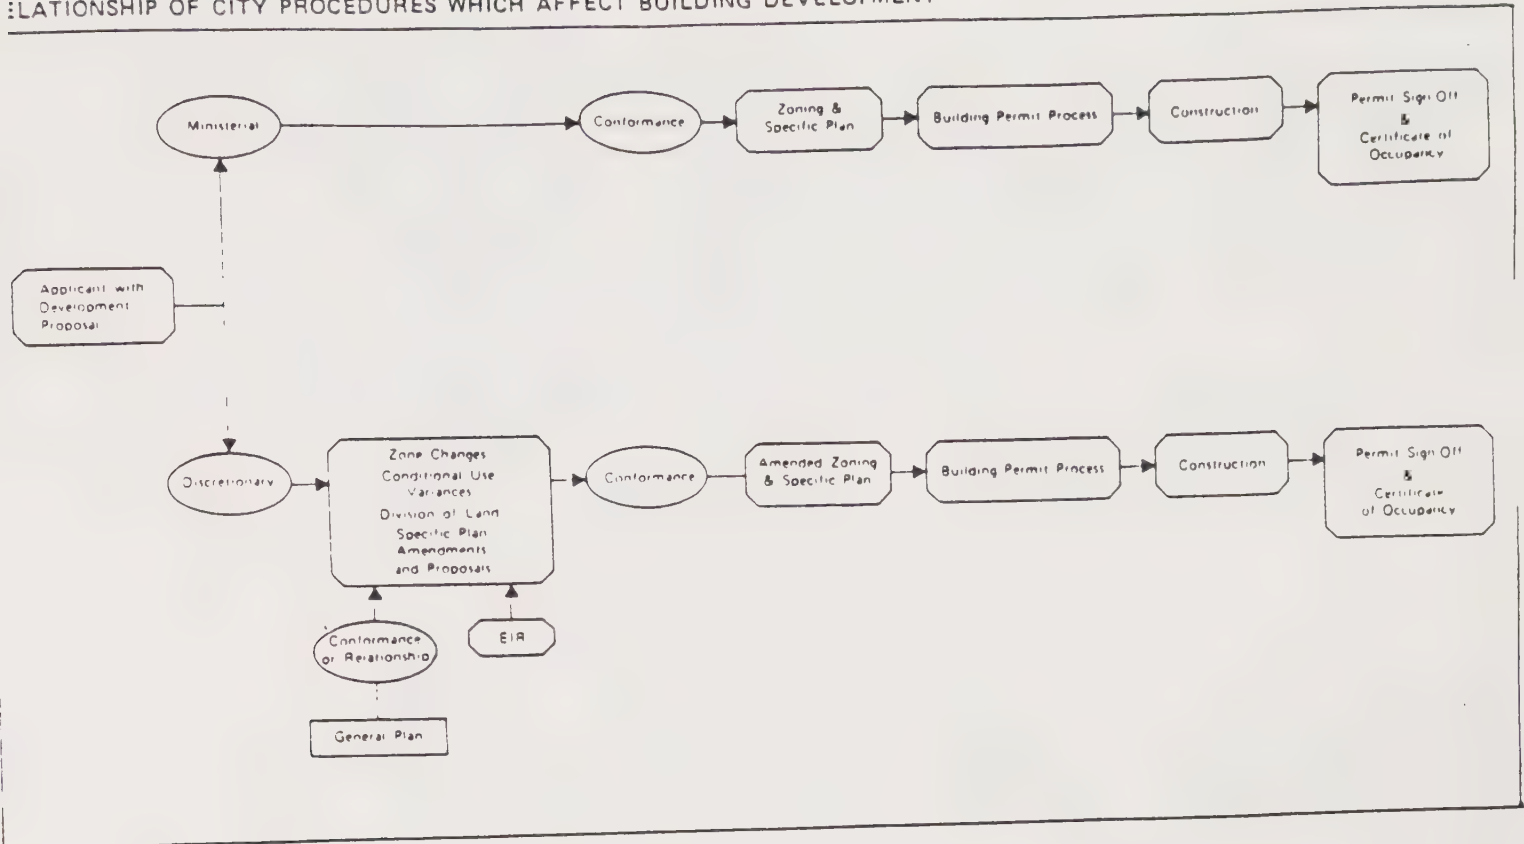 ELATIONSHIP OF CITY PROCEDURES WHICH AFFECT BUILDING DEVELOPMENT
Ministerial
Conformance
Zoning &
Specific Plan
Building Permit Process
Construction
Permit Sign Off
&
Certificate of
Occupancy
Applicant with
Development
Proposal
Discretionary
Zone Changes
Conditional Use
Variances
Division of Land
Specific Plan
Amendments
and Proposals
Conformance
Amended Zoning
& Specific Plan
Building Permit Process
Construction
Permit Sign Off
&
Certificate
of Occupancy
Conformance
or Relationship
EIR
General Plan